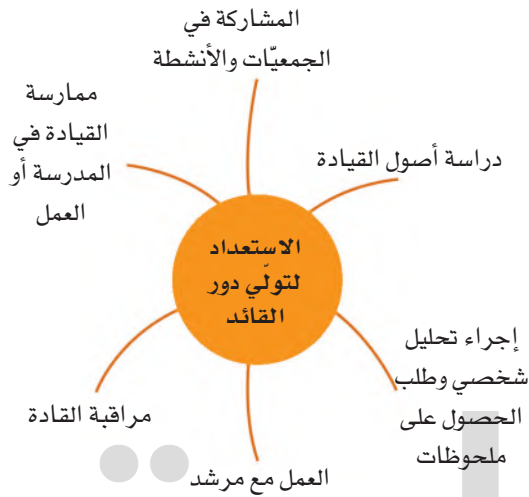 المشاركة في
الجمعيّات والأنشطة
دراسة أصول القيادة
إجراء تحليل
شخصي وطلب
الحصول على
ملحوظات
العمل مع مرشد
مراقبة القادة
ممارسة
القيادة في
المدرسة أو
العمل
الاستعداد
لتولّي دور
القائد